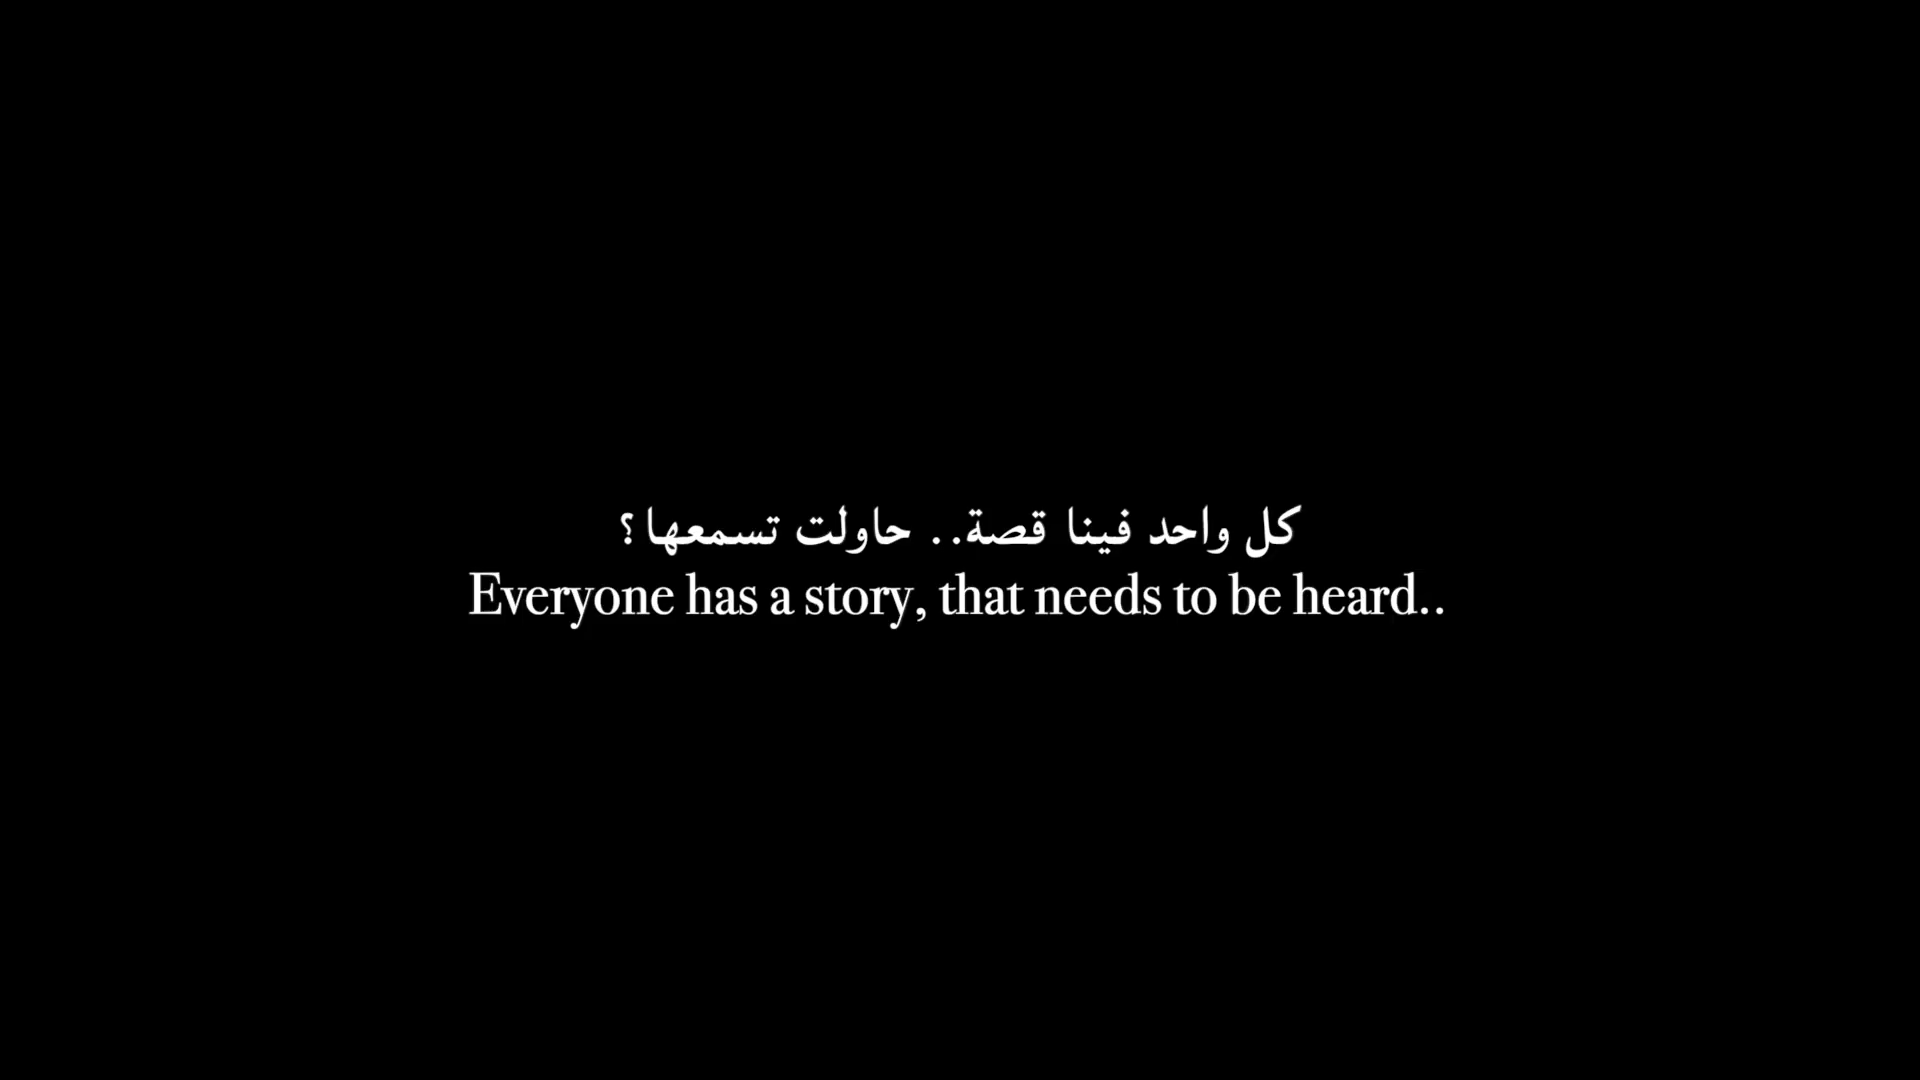 كل واحد فينا قصة.. حاولت تسمعها؟
Everyone has a story, that needs to be heard..